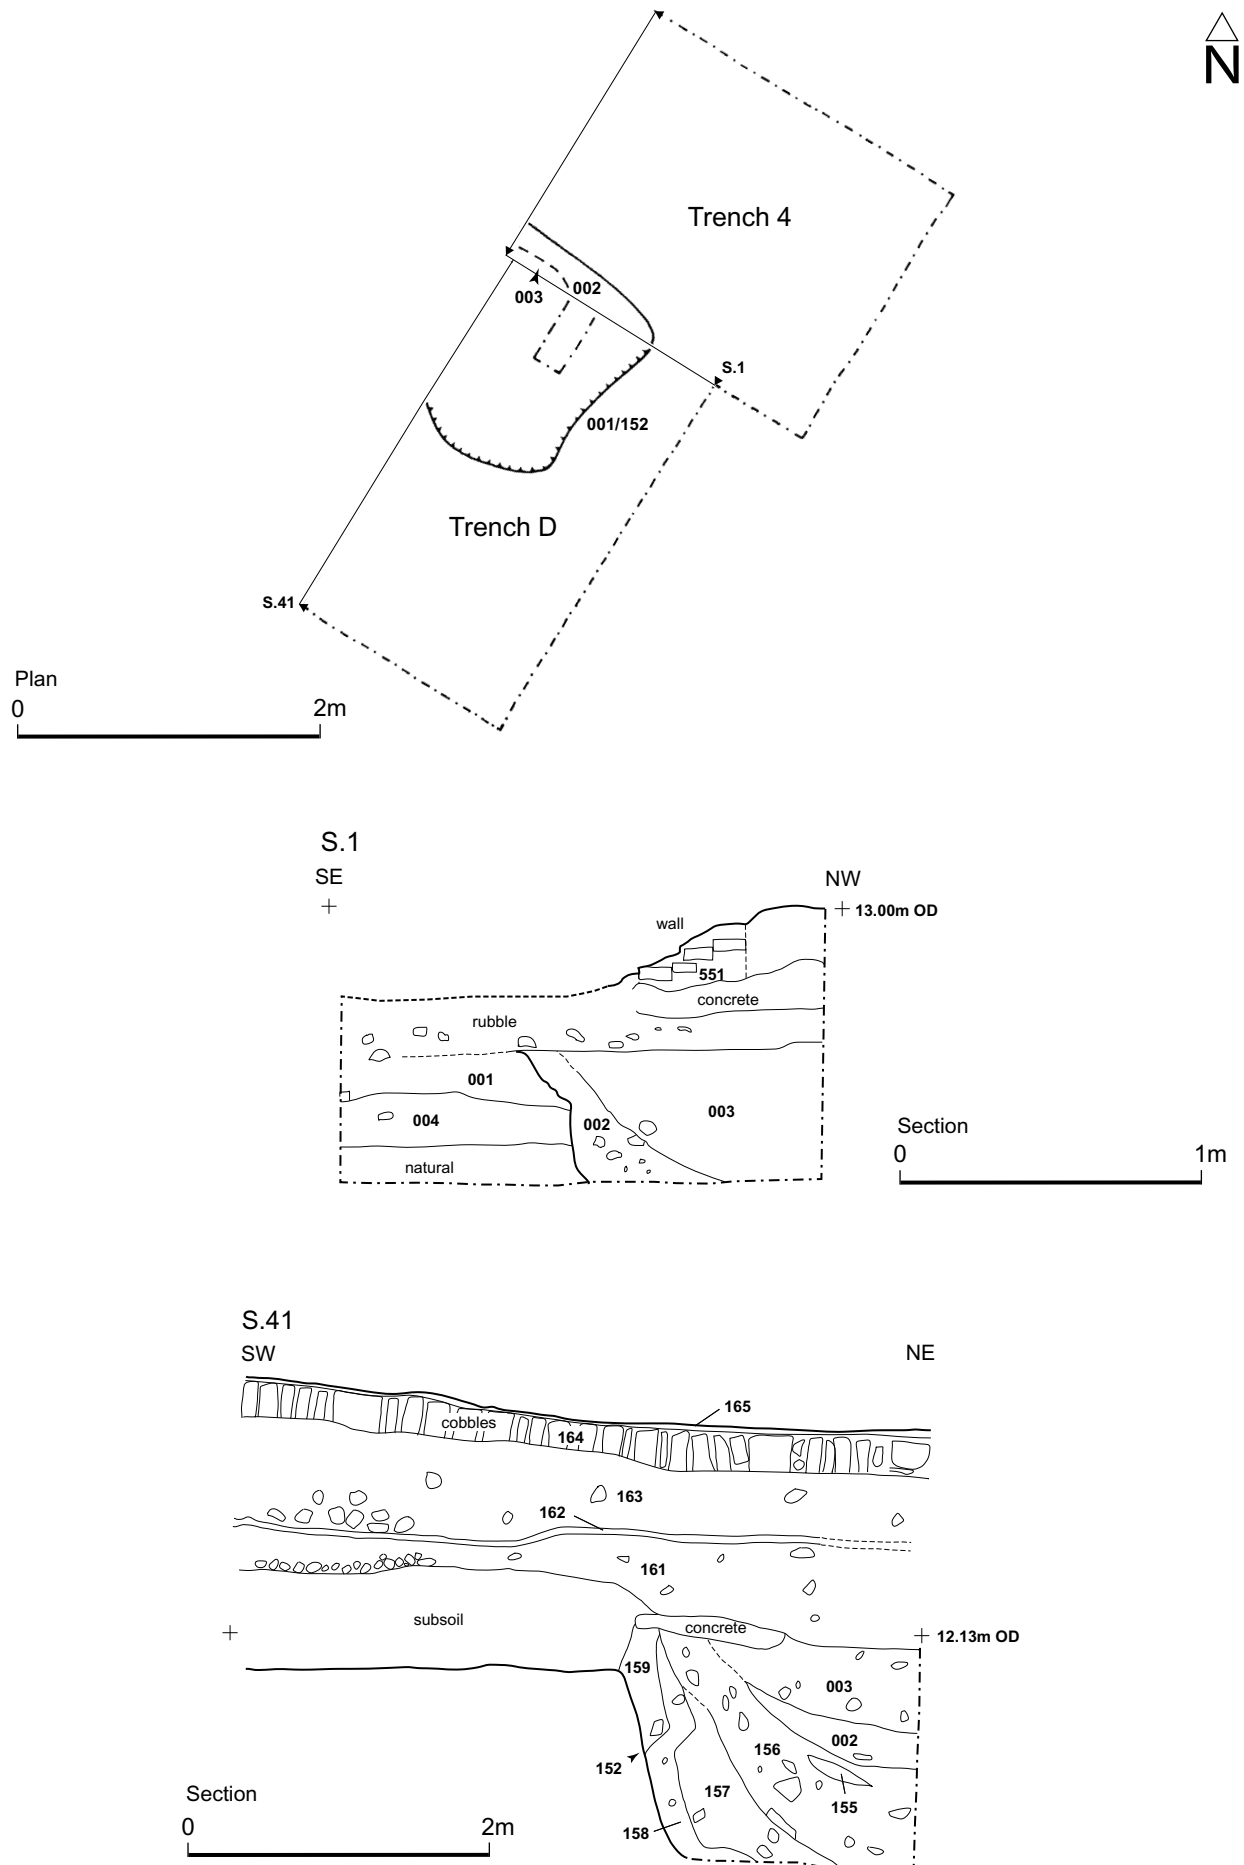 N
Trench 4
002
003
S.1
001/152
Trench D
S.41
Plan
0 2m
S.1
SE NW
wall 13.00m OD
551
concrete
rubble
001
003
004 002
Section
natural
0 1m
S.41
SW NE
165
cobbles
164
163
162
161
subsoil concrete 12.13m OD
159
003
002
156
152
157
155
Section
158
0 2m